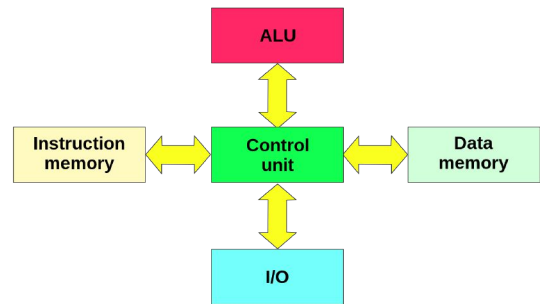 ALU
Instruction
memory
Control
unit
Data
memory
I/O